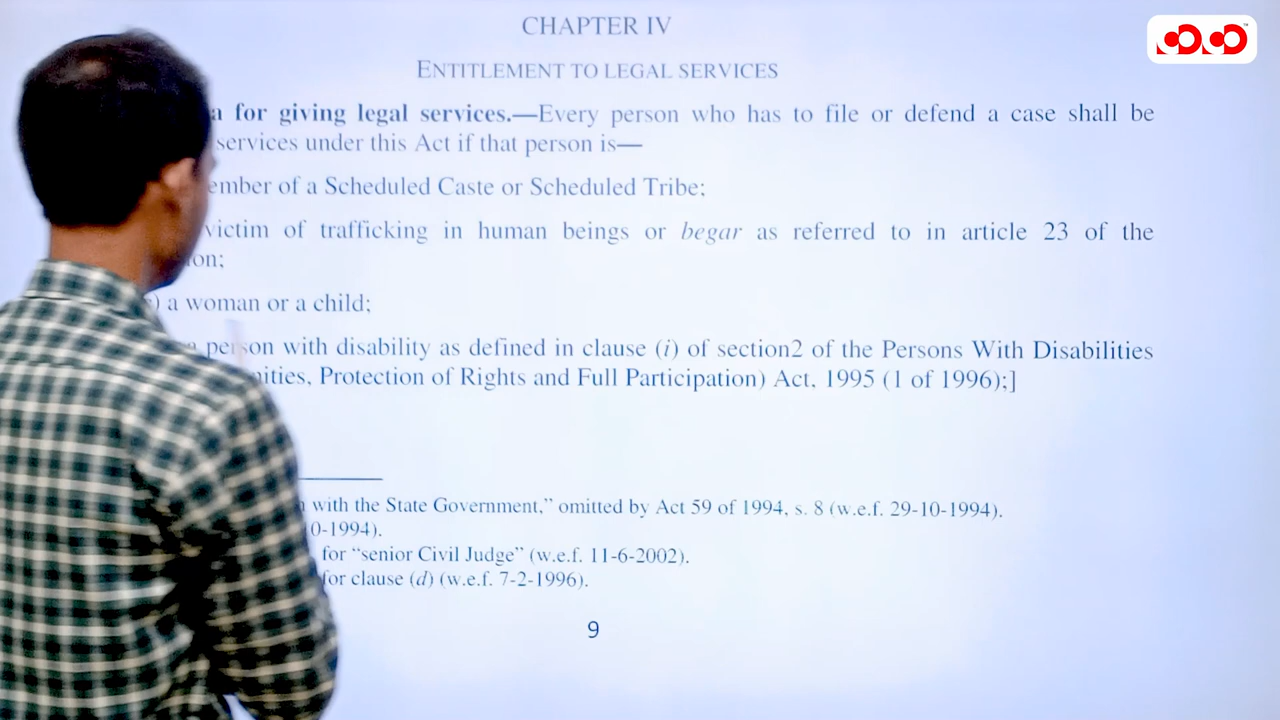 CHAPTER IV
ENTITLEMENT TO LEGAL SERVICES
a for giving legal services.—Every person who has to file or defend a case shall be
services under this Act if that person is—
ember of a Scheduled Caste or Scheduled Tribe;
victim of trafficking in human beings or begar as referred to in article 23 of the
on;
) a woman or a child;
person with disability as defined in clause (i) of section2 of the Persons With Disabilities
nities, Protection of Rights and Full Participation) Act, 1995 (1 of 1996);]
with the State Government,” omitted by Act 59 of 1994, s. 8 (w.e.f. 29-10-1994).
0-1994).
for “senior Civil Judge” (w.e.f. 11-6-2002).
for clause (d) (w.e.f. 7-2-1996).
9